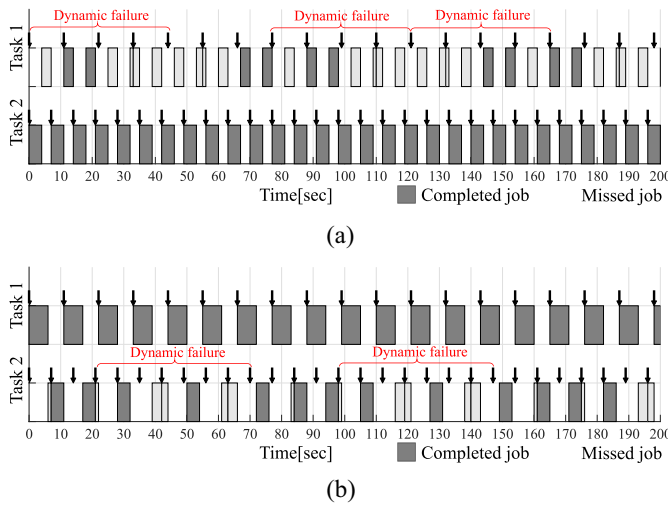 Dynamic failure Dynamic failure Dynamic failure
Task 1
Task 2
0 10 20 30 40 50 60 70 80 90 100 110 120 130 140 150 160 170 180 190 200
Time[sec] Completed job Missed job
(a)
Task 1
Dynamic failure Dynamic failure
Task 2
0 10 20 30 40 50 60 70 80 90 100 110 120 130 140 150 160 170 180 190 200
Time[sec] Completed job Missed job
(b)